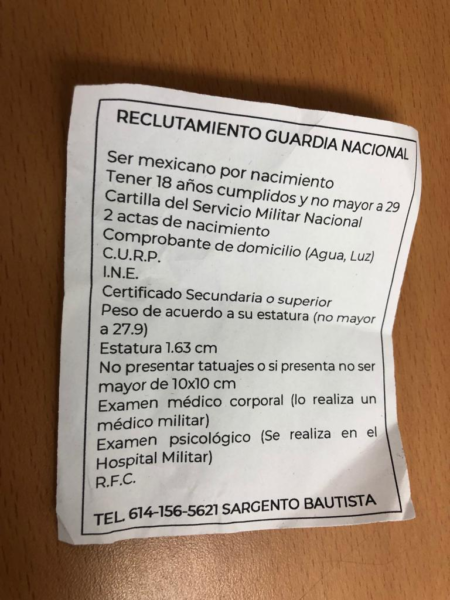 RECLUTAMIENTO GUARDIA NACIONAL
Ser mexicano por nacimiento
Tener 18 años cumplidos y no mayor a 29
Cartilla del Servicio Militar Nacional
2 actas de nacimiento
Comprobante de domicilio (Agua, Luz)
C.U.R.P.
I.N.E.
Certificado Secundaria o superior
Peso de acuerdo a su estatura (no mayor
a 27.9)
Estatura 1.63 cm
No presentar tatuajes o si presenta no ser
mayor de 10x10 cm
Examen médico corporal (lo realiza un
médico militar)
Examen psicológico (Se realiza en el
Hospital Militar)
R.F.C.
TEL. 614-156-5621 SARGENTO BAUTISTA